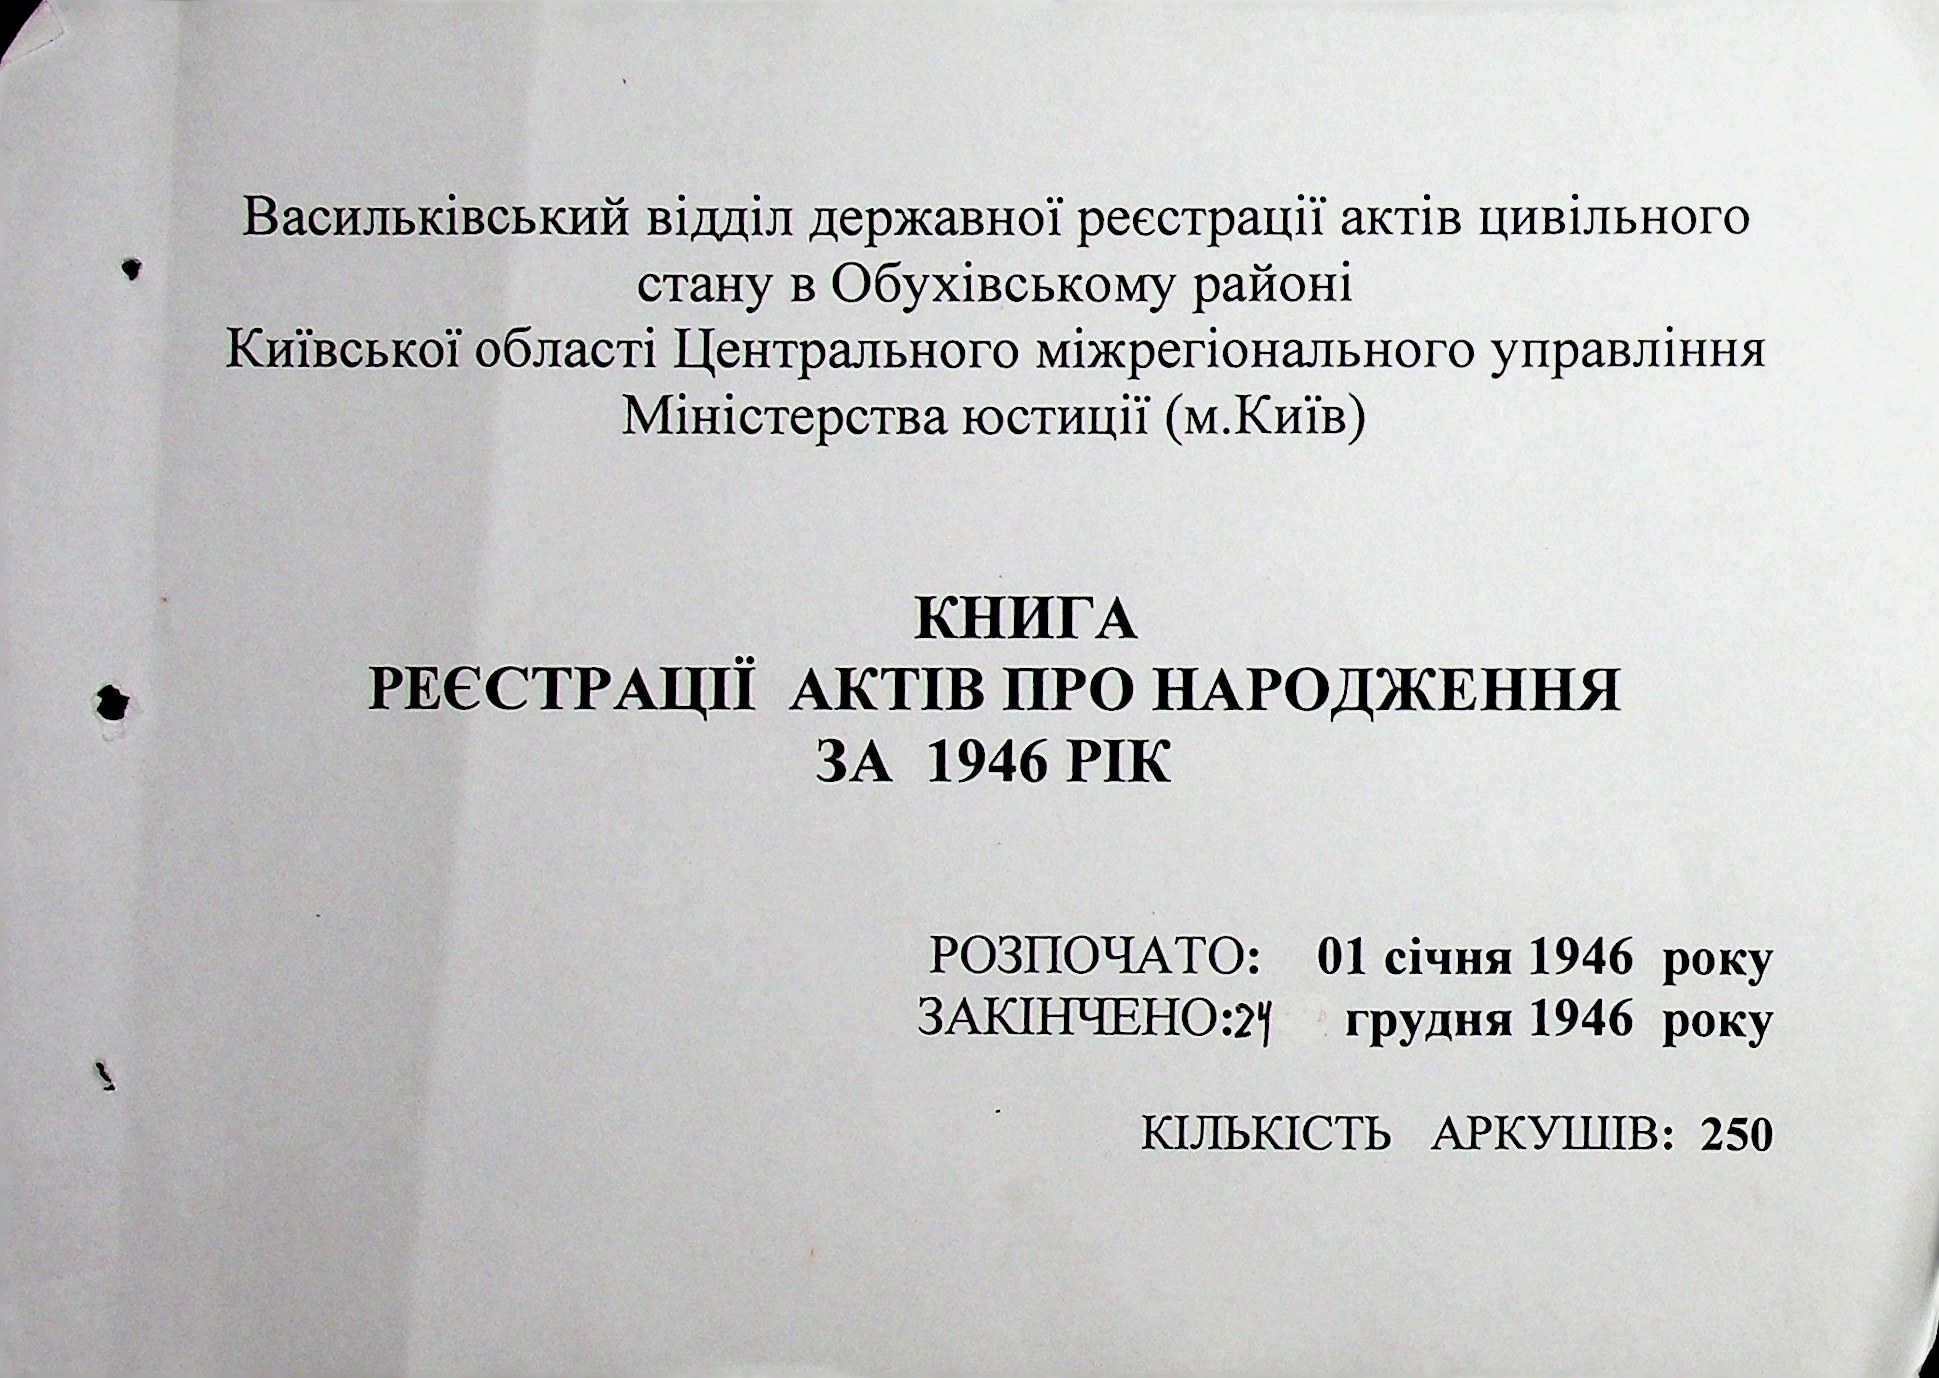 Васильківський відділ державної реєстрації актів цивільного
стану в Обухівському районі
Київської області Центрального міжрегіонального управління
Міністерства юстиції (м.Київ)
КНИГА
РЕЄСТРАЦІЇ АКТІВ ПРО НАРОДЖЕННЯ
ЗА 1946 РІК
РОЗПОЧАТО: 01 січня 1946 року
ЗАКІНЧЕНО:24 грудня 1946 року
КІЛЬКІСТЬ АРКУШІВ: 250